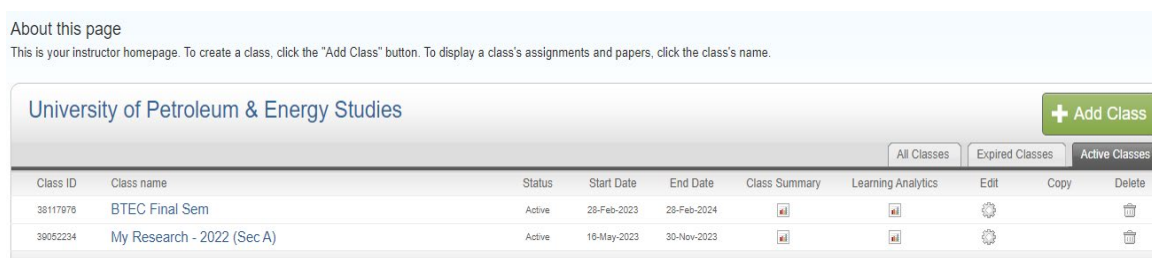 About this page
This is your instructor homepage. To create a class, click the "Add Class" button. To display a class's assignments and papers, click the class's name.
University of Petroleum & Energy Studies
Add Class
All Classes Expired Classes Active Classes
Class ID Class name Status Start Date End Date Class Summary Learning Analytics Edit Copy Delete
38117976 BTEC Final Sem Active 28-Feb-2023 28-Feb-2024
39052234 My Research - 2022 (Sec A) Active 16-May-2023 30-Nov-2023